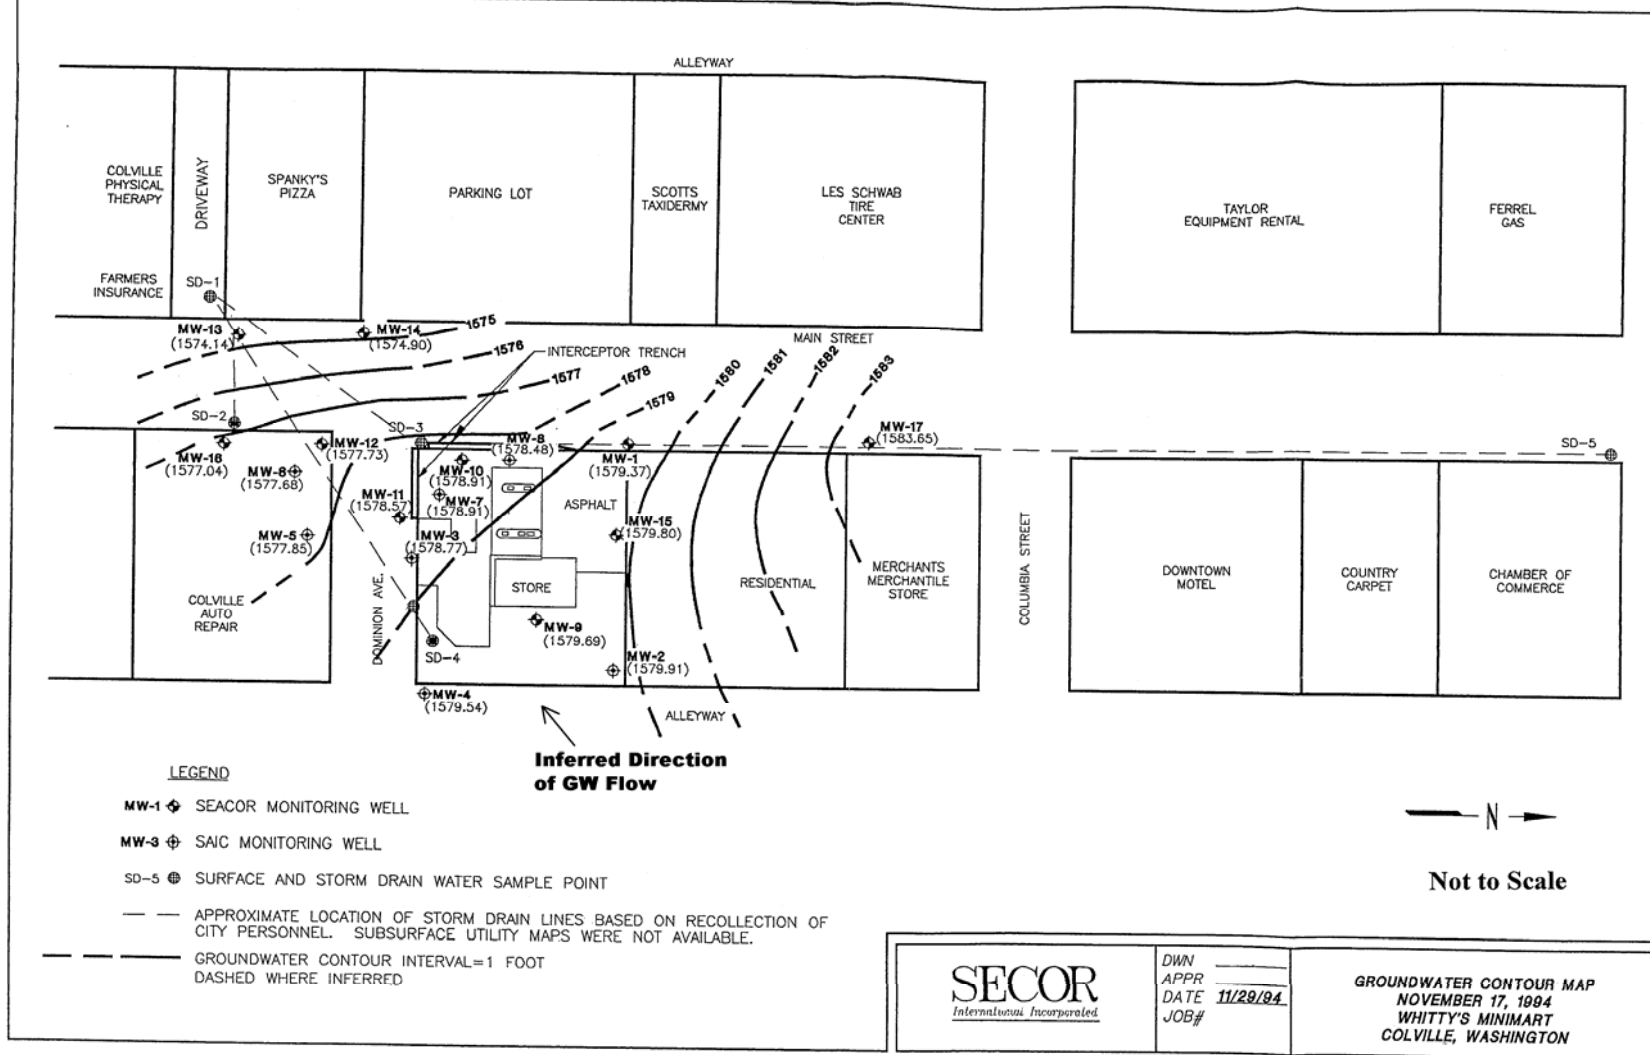 ALLEYWAY
COLVILLE
PHYSICAL
THERAPY
DRIVEWAY
SPANKY'S
PIZZA
PARKING LOT
SCOTTS
TAXIDERMY
LES SCHWAB
TIRE
CENTER
TAYLOR
EQUIPMENT RENTAL
FERREL
GAS
FARMERS
INSURANCE
SD-1
MW-13
(1574.14)
MW-14
(1574.90)
1575
1576
1577
1578
1579
1580
1581
1582
1583
MAIN STREET
INTERCEPTOR TRENCH
SD-2
SD-3
MW-16
(1577.04)
MW-12
(1577.73)
MW-6
(1577.68)
MW-8
(1578.48)
MW-1
(1579.37)
MW-17
(1583.65)
SD-5
MW-10
(1578.91)
MW-11
(1578.57)
MW-7
(1578.91)
ASPHALT
MW-5
(1577.85)
MW-3
(1578.77)
MW-15
(1579.80)
COLVILLE
AUTO
REPAIR
DOMINION AVE.
STORE
RESIDENTIAL
MERCHANTS
MERCHANTILE
STORE
COLUMBIA STREET
DOWNTOWN
MOTEL
COUNTRY
CARPET
CHAMBER OF
COMMERCE
MW-9
(1579.69)
SD-4
MW-2
(1579.91)
MW-4
(1579.54)
ALLEYWAY
Inferred Direction
of GW Flow
LEGEND
MW-1 SEACOR MONITORING WELL
MW-3 SAIC MONITORING WELL
SD-5 SURFACE AND STORM DRAIN WATER SAMPLE POINT
APPROXIMATE LOCATION OF STORM DRAIN LINES BASED ON RECOLLECTION OF
CITY PERSONNEL. SUBSURFACE UTILITY MAPS WERE NOT AVAILABLE.
GROUNDWATER CONTOUR INTERVAL=1 FOOT
DASHED WHERE INFERRED
N
Not to Scale
SECOR
International Incorporated
DWN
APPR
DATE 11/29/94
JOB#
GROUNDWATER CONTOUR MAP
NOVEMBER 17, 1994
WHITTY'S MINIMART
COLVILLE, WASHINGTON